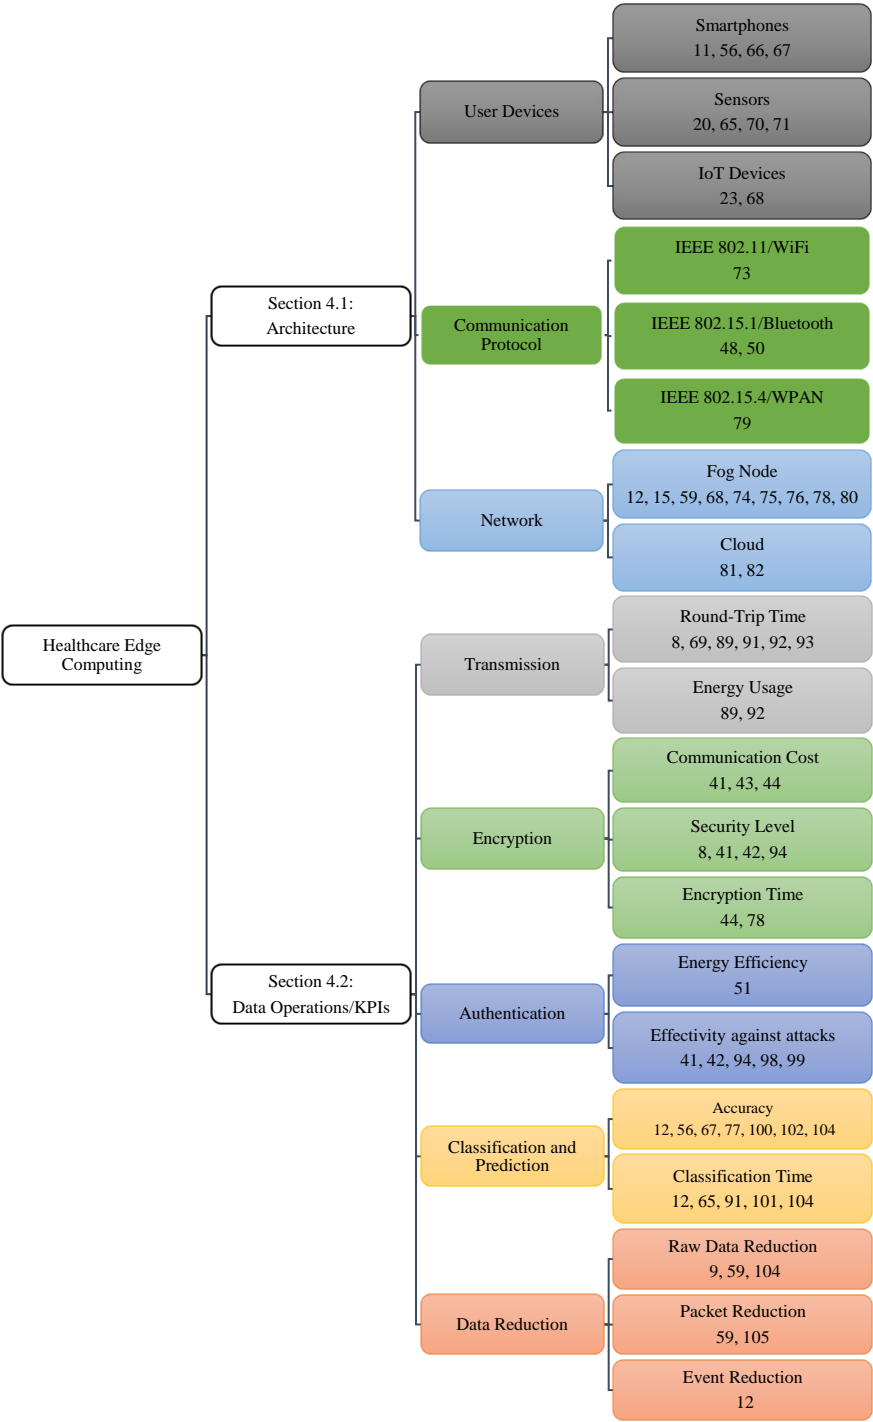 Healthcare Edge
Computing
Section 4.1:
Architecture
User Devices
Smartphones
11, 56, 66, 67
Sensors
20, 65, 70, 71
IoT Devices
23, 68
Communication
Protocol
IEEE 802.11/WiFi
73
IEEE 802.15.1/Bluetooth
48, 50
IEEE 802.15.4/WPAN
79
Network
Fog Node
12, 15, 59, 68, 74, 75, 76, 78, 80
Cloud
81, 82
Section 4.2:
Data Operations/KPIs
Transmission
Round-Trip Time
8, 69, 89, 91, 92, 93
Energy Usage
89, 92
Encryption
Communication Cost
41, 43, 44
Security Level
8, 41, 42, 94
Encryption Time
44, 78
Authentication
Energy Efficiency
51
Effectivity against attacks
41, 42, 94, 98, 99
Classification and
Prediction
Accuracy
12, 56, 67, 77, 100, 102, 104
Classification Time
12, 65, 91, 101, 104
Data Reduction
Raw Data Reduction
9, 59, 104
Packet Reduction
59, 105
Event Reduction
12